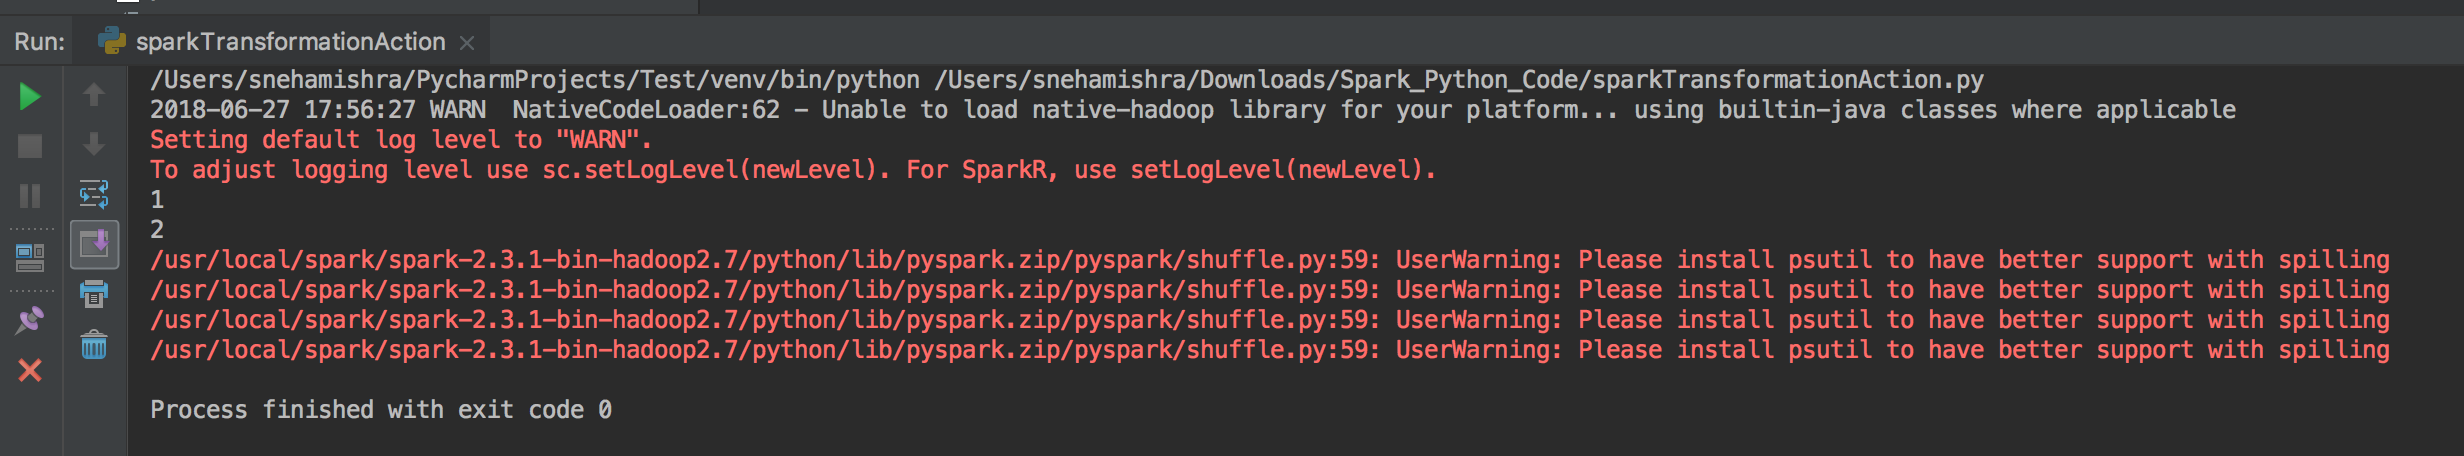 Run: sparkTransformationAction
/Users/snehamishra/PycharmProjects/Test/venv/bin/python /Users/snehamishra/Downloads/Spark_Python_Code/sparkTransformationAction.py
2018-06-27 17:56:27 WARN  NativeCodeLoader:62 - Unable to load native-hadoop library for your platform... using builtin-java classes where applicable
Setting default log level to "WARN".
To adjust logging level use sc.setLogLevel(newLevel). For SparkR, use setLogLevel(newLevel).
1
2
/usr/local/spark/spark-2.3.1-bin-hadoop2.7/python/lib/pyspark.zip/pyspark/shuffle.py:59: UserWarning: Please install psutil to have better support with spilling
/usr/local/spark/spark-2.3.1-bin-hadoop2.7/python/lib/pyspark.zip/pyspark/shuffle.py:59: UserWarning: Please install psutil to have better support with spilling
/usr/local/spark/spark-2.3.1-bin-hadoop2.7/python/lib/pyspark.zip/pyspark/shuffle.py:59: UserWarning: Please install psutil to have better support with spilling
/usr/local/spark/spark-2.3.1-bin-hadoop2.7/python/lib/pyspark.zip/pyspark/shuffle.py:59: UserWarning: Please install psutil to have better support with spilling
Process finished with exit code 0